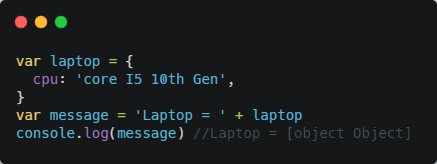 var laptop = {
  cpu: 'core I5 10th Gen',
}
var message = 'Laptop = ' + laptop
console.log(message) //Laptop = [object Object]